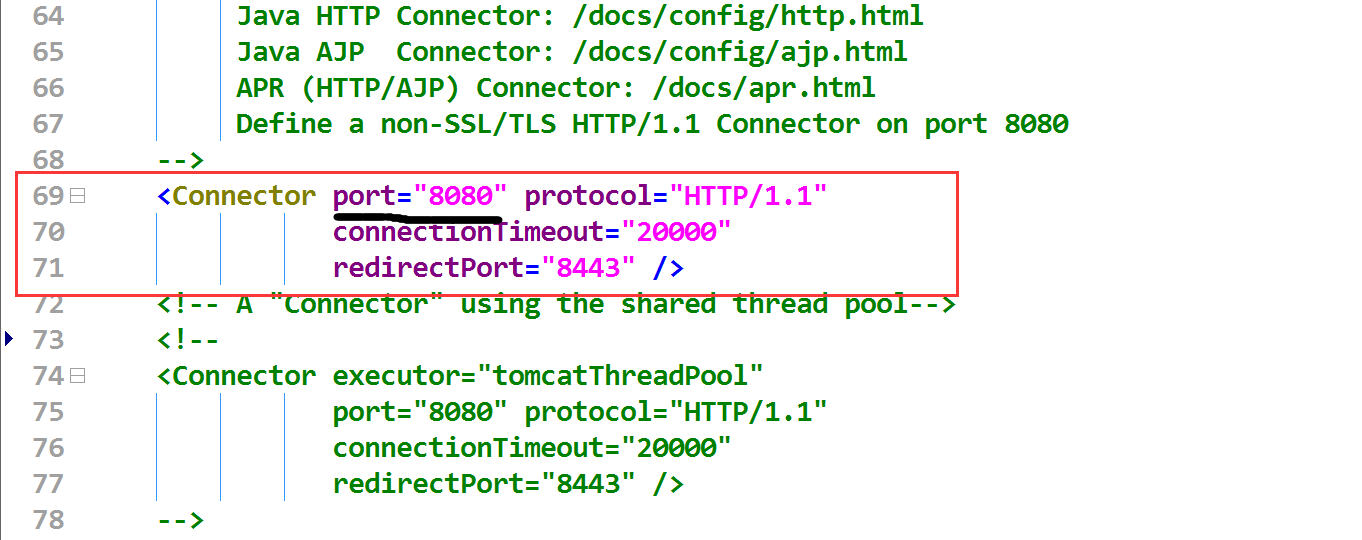 64 Java HTTP Connector: /docs/config/http.html
65 Java AJP  Connector: /docs/config/ajp.html
66 APR (HTTP/AJP) Connector: /docs/apr.html
67 Define a non-SSL/TLS HTTP/1.1 Connector on port 8080
68 -->
69 <Connector port="8080" protocol="HTTP/1.1"
70 connectionTimeout="20000"
71 redirectPort="8443" />
72 <!-- A "Connector" using the shared thread pool-->
73 <!--
74 <Connector executor="tomcatThreadPool"
75 port="8080" protocol="HTTP/1.1"
76 connectionTimeout="20000"
77 redirectPort="8443" />
78 -->